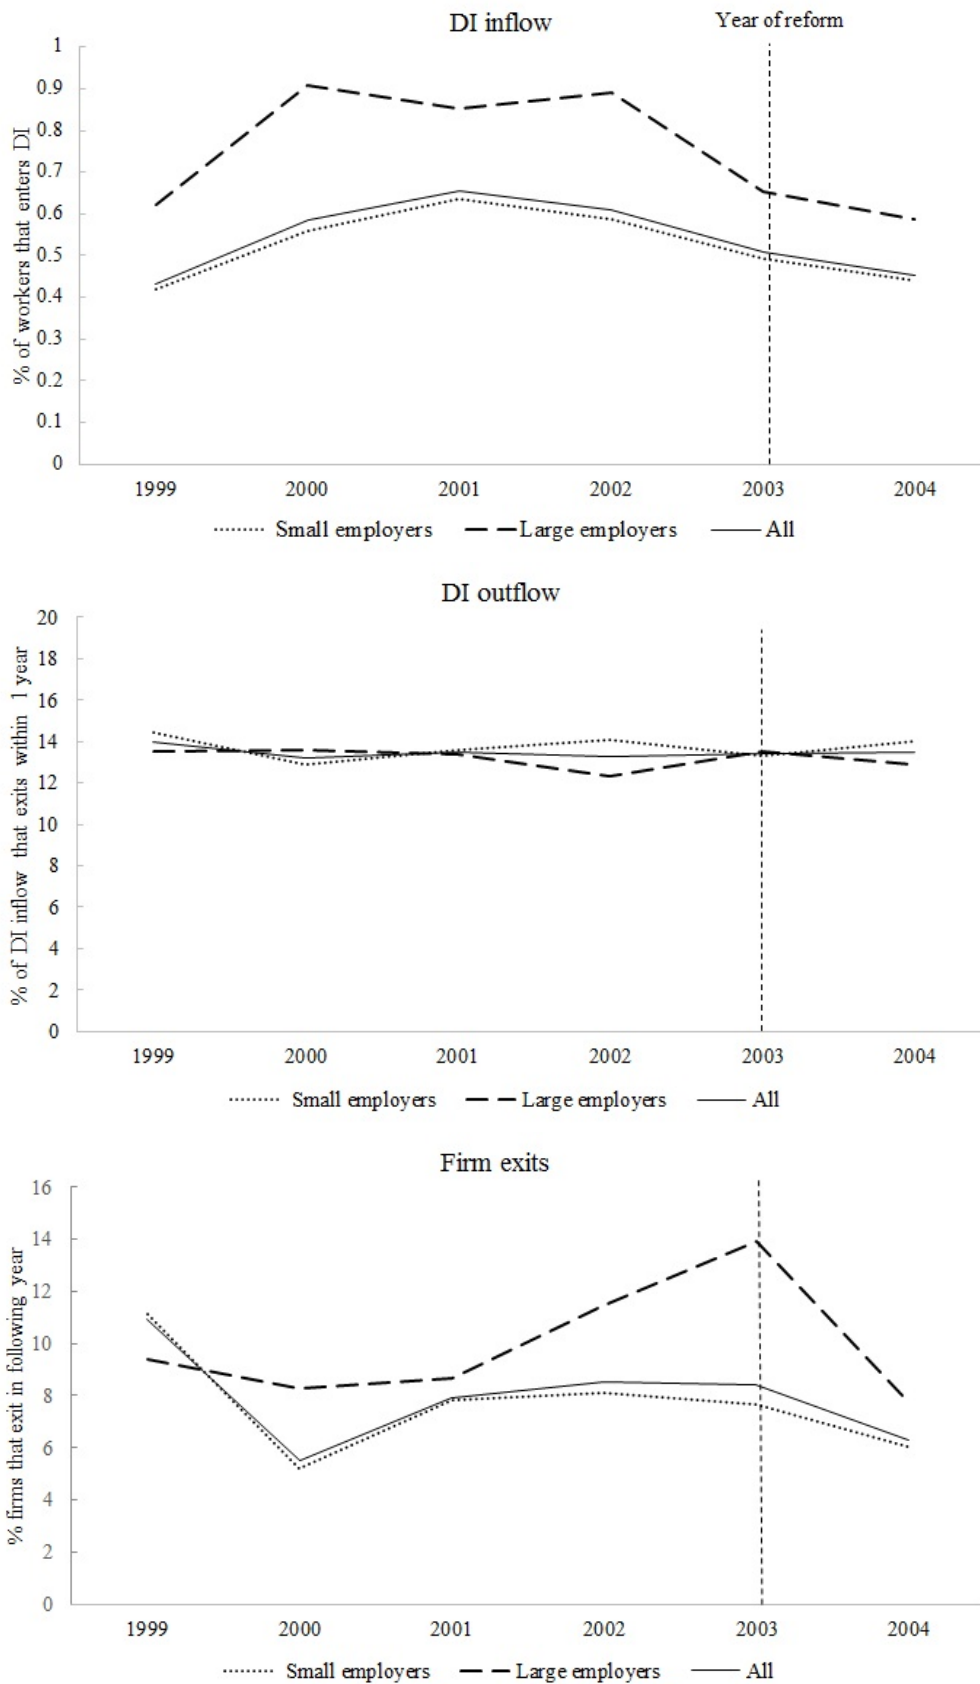 DI inflow
Year of reform
% of workers that enters DI
1
0.9
0.8
0.7
0.6
0.5
0.4
0.3
0.2
0.1
0
1999 2000 2001 2002 2003 2004
Small employers Large employers All
DI outflow
% of DI inflow that exits within 1 year
20
18
16
14
12
10
8
6
4
2
0
1999 2000 2001 2002 2003 2004
Small employers Large employers All
Firm exits
% firms that exit in following year
16
14
12
10
8
6
4
2
0
1999 2000 2001 2002 2003 2004
Small employers Large employers All